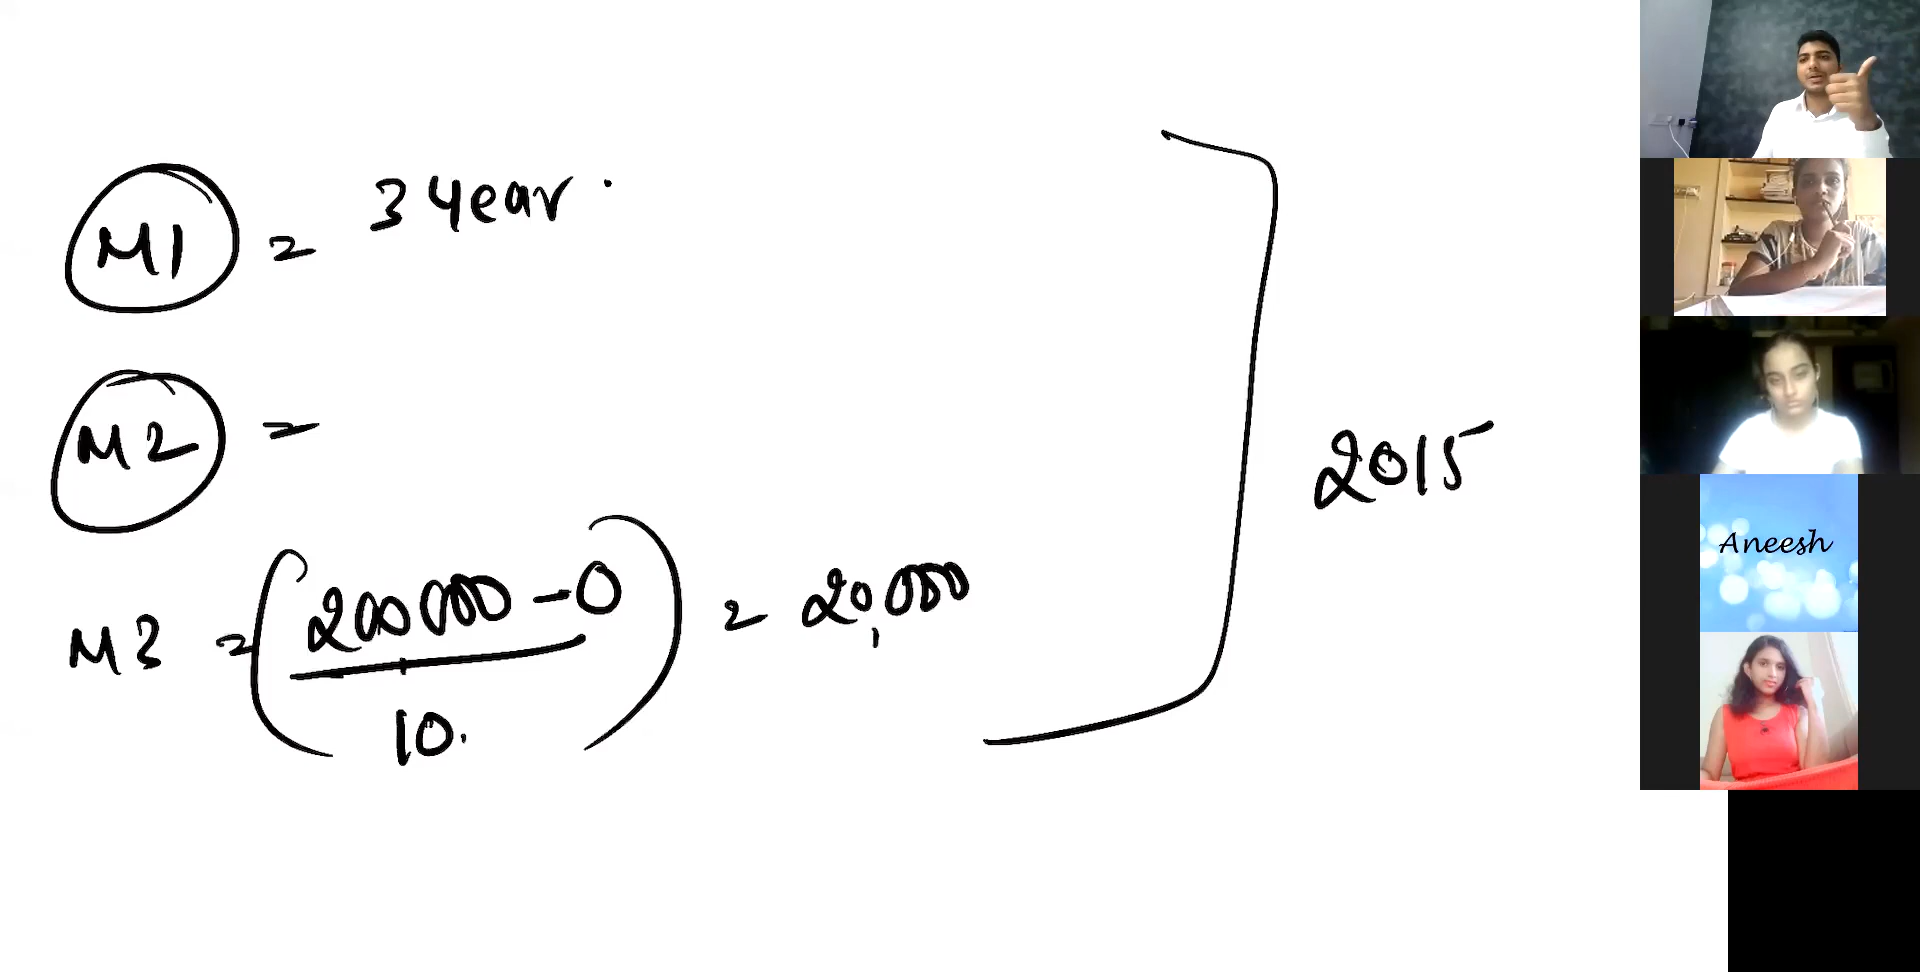 M1 = 3 year.
M2 =
M3 = (200000 - 0 / 10.) = 20,000
2015
Aneesh